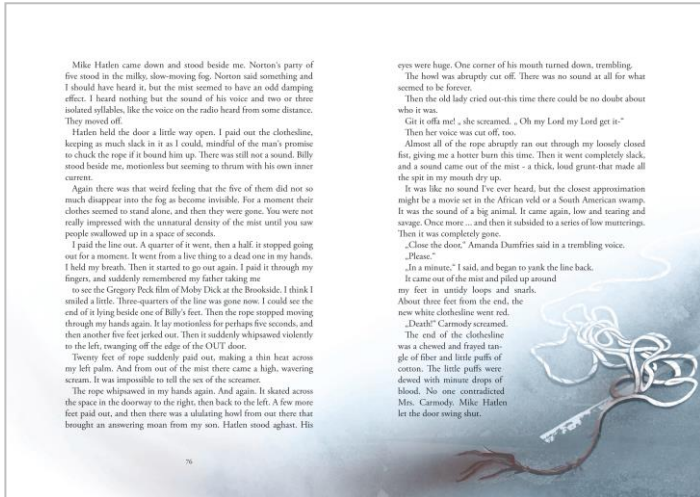 Mike Hatlen came down and stood beside me. Norton's party of
five stood in the milky, slow-moving fog. Norton said something and
I should have heard it, but the mist seemed to have an odd damping
effect. I heard nothing but the sound of his voice and two or three
isolated syllables, like the voice on the radio heard from some distance.
They moved off.
Hatlen held the door a little way open. I paid out the clothesline,
keeping as much slack in it as I could, mindful of the man's promise
to chuck the rope if it bound him up. There was still not a sound. Billy
stood beside me, motionless but seeming to thrum with his own inner
current.
Again there was that weird feeling that the five of them did not so
much disappear into the fog as become invisible. For a moment their
clothes seemed to stand alone, and then they were gone. You were not
really impressed with the unnatural density of the mist until you saw
people swallowed up in a space of seconds.
I paid the line out. A quarter of it went, then a half. it stopped going
out for a moment. It went from a live thing to a dead one in my hands.
I held my breath. Then it started to go out again. I paid it through my
fingers, and suddenly remembered my father taking me
to see the Gregory Peck film of Moby Dick at the Brookside. I think I
smiled a little. Three-quarters of the line was gone now. I could see the
end of it lying beside one of Billy's feet. Then the rope stopped moving
through my hands again. It lay motionless for perhaps five seconds, and
then another five feet jerked out. Then it suddenly whipsawed violently
to the left, twanging off the edge of the OUT door.
Twenty feet of rope suddenly paid out, making a thin heat across
my left palm. And from out of the mist there came a high, wavering
scream. It was impossible to tell the sex of the screamer.
The rope whipsawed in my hands again. And again. It skated across
the space in the doorway to the right, then back to the left. A few more
feet paid out, and then there was a ululating howl from out there that
brought an answering moan from my son. Hatlen stood aghast. His
76
eyes were huge. One corner of his mouth turned down, trembling.
The howl was abruptly cut off. There was no sound at all for what
seemed to be forever.
Then the old lady cried out-this time there could be no doubt about
who it was.
Git it offa me! „ she screamed. „ Oh my Lord my Lord get it-“
Then her voice was cut off, too.
Almost all of the rope abruptly ran out through my loosely closed
fist, giving me a hotter burn this time. Then it went completely slack,
and a sound came out of the mist - a thick, loud grunt-that made all
the spit in my mouth dry up.
It was like no sound I've ever heard, but the closest approximation
might be a movie set in the African veld or a South American swamp.
It was the sound of a big animal. It came again, low and tearing and
savage. Once more ... and then it subsided to a series of low mutterings.
Then it was completely gone.
„Close the door,“ Amanda Dumfries said in a trembling voice.
„Please.“
„In a minute.“ I said, and began to yank the line back.
It came out of the mist and piled up around
my feet in untidy loops and snarls.
About three feet from the end, the
new white clothesline went red.
„Death!“ Carmody screamed.
The end of the clothesline
was a chewed and frayed tan-
gle of fiber and little puffs of
cotton. The little puffs were
dewed with minute drops of
blood. No one contradicted
Mrs. Carmody. Mike Hatlen
let the door swing shut.